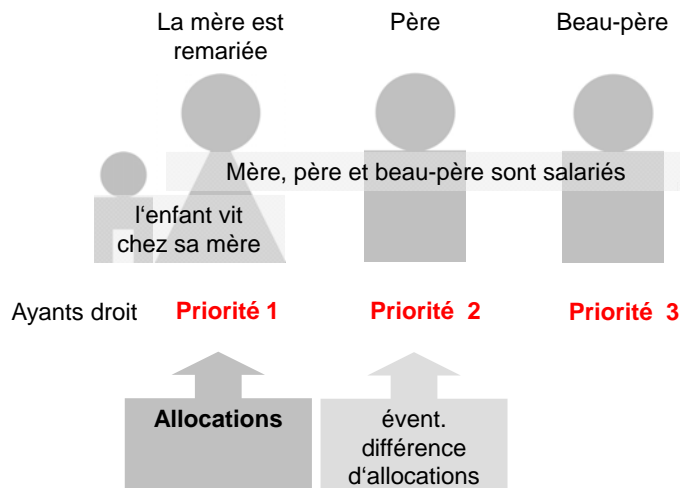 La mère est
remariée
Père
Beau-père
Mère, père et beau-père sont salariés
l‘enfant vit
chez sa mère
Ayants droit
Priorité 1
Priorité 2
Priorité 3
Allocations
évent.
différence
d‘allocations